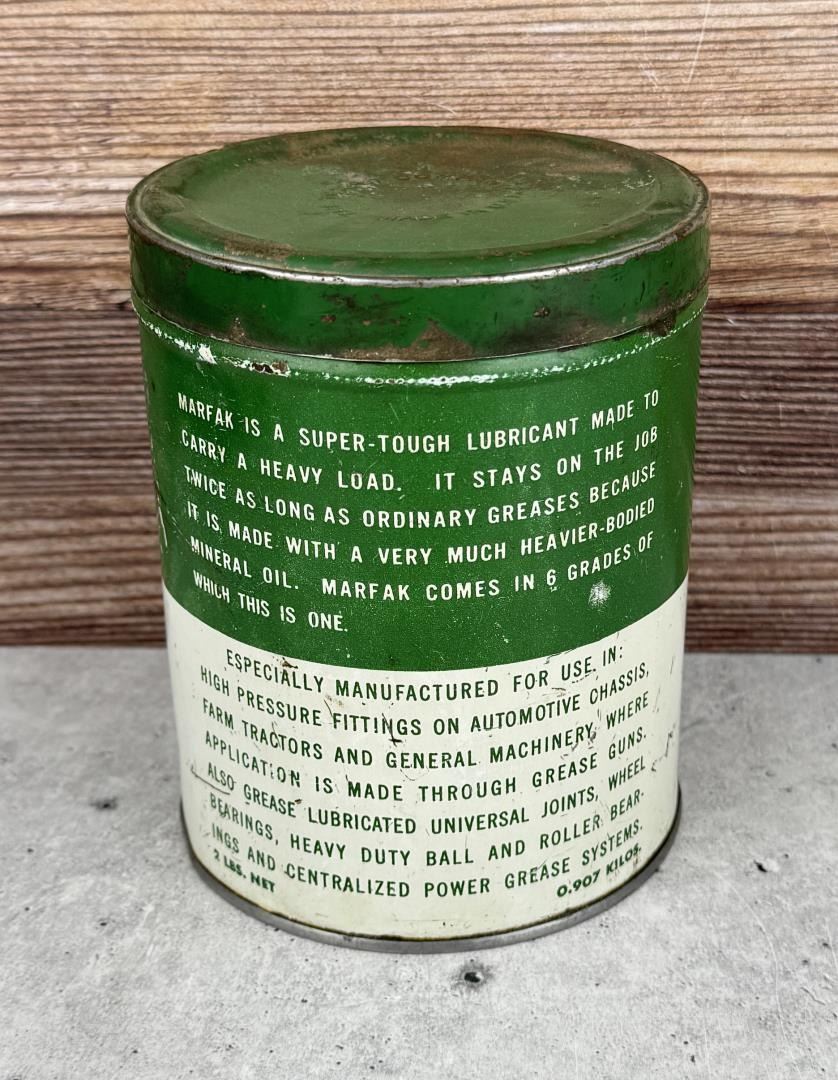 MARFAK IS A SUPER-TOUGH LUBRICANT MADE TO
CARRY A HEAVY LOAD. IT STAYS ON THE JOB
TWICE AS LONG AS ORDINARY GREASES BECAUSE
IT IS MADE WITH A VERY MUCH HEAVIER-BODIED
MINERAL OIL. MARFAK COMES IN 6 GRADES OF
WHICH THIS IS ONE.
ESPECIALLY MANUFACTURED FOR USE IN:
HIGH PRESSURE FITTINGS ON AUTOMOTIVE CHASSIS,
FARM TRACTORS AND GENERAL MACHINERY, WHERE
APPLICATION IS MADE THROUGH GREASE GUNS.
ALSO GREASE LUBRICATED UNIVERSAL JOINTS, WHEEL
BEARINGS, HEAVY DUTY BALL AND ROLLER BEAR-
INGS AND CENTRALIZED POWER GREASE SYSTEMS.
2 LBS. NET 0.907 KILOS.